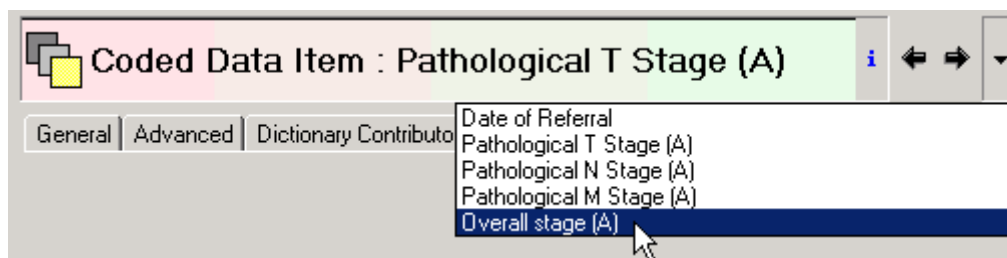 Coded Data Item : Pathological T Stage (A) i
General Advanced Dictionary Contributo
Date of Referral
Pathological T Stage (A)
Pathological N Stage (A)
Pathological M Stage (A)
Overall stage (A)